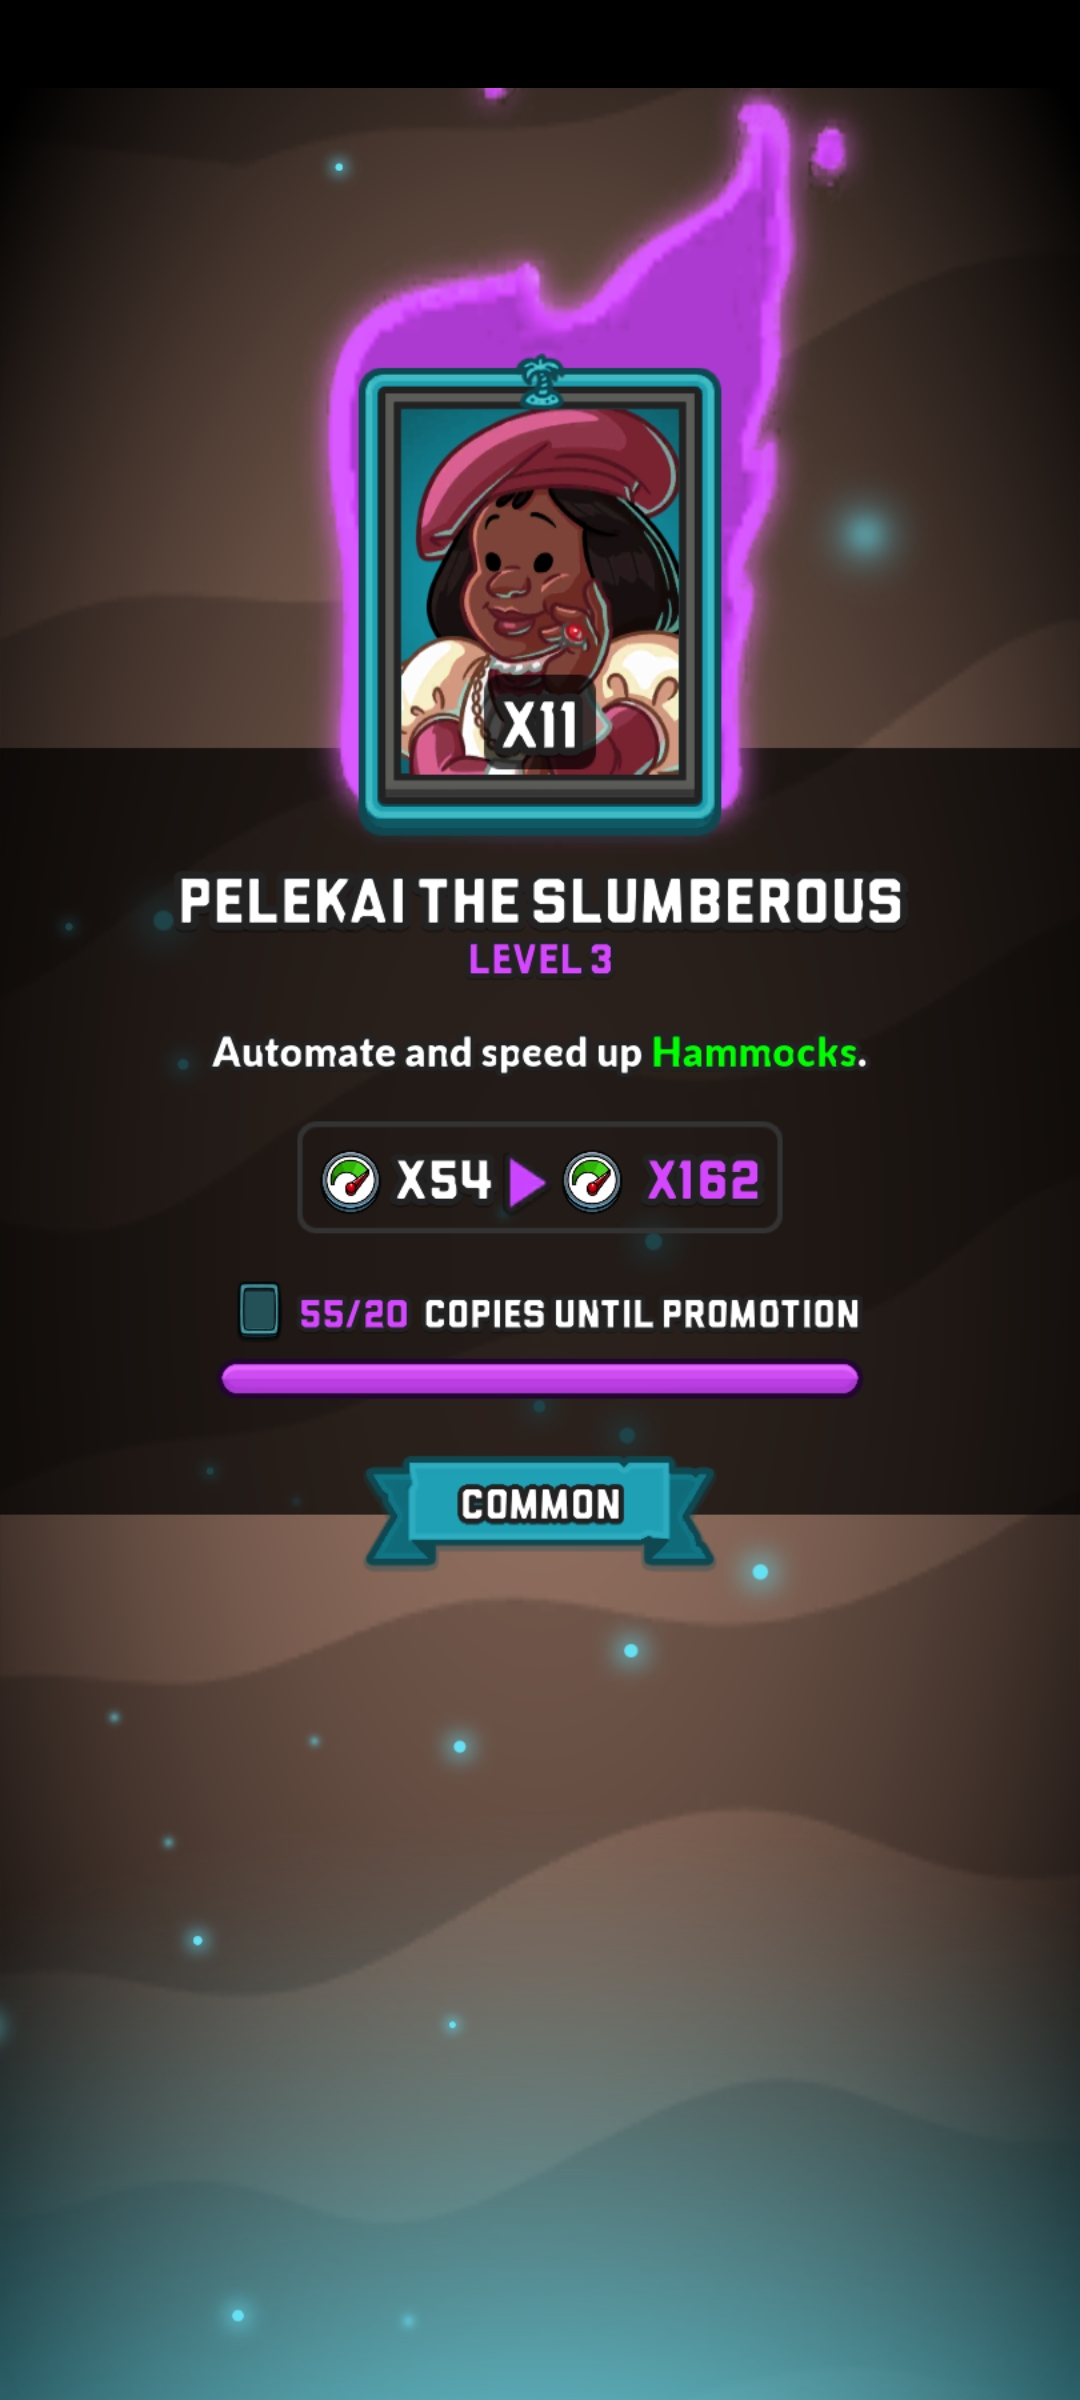 X11
PELEKAI THE SLUMBEROUS
LEVEL 3
Automate and speed up Hammocks.
X54 X162
55/20 COPIES UNTIL PROMOTION
COMMON